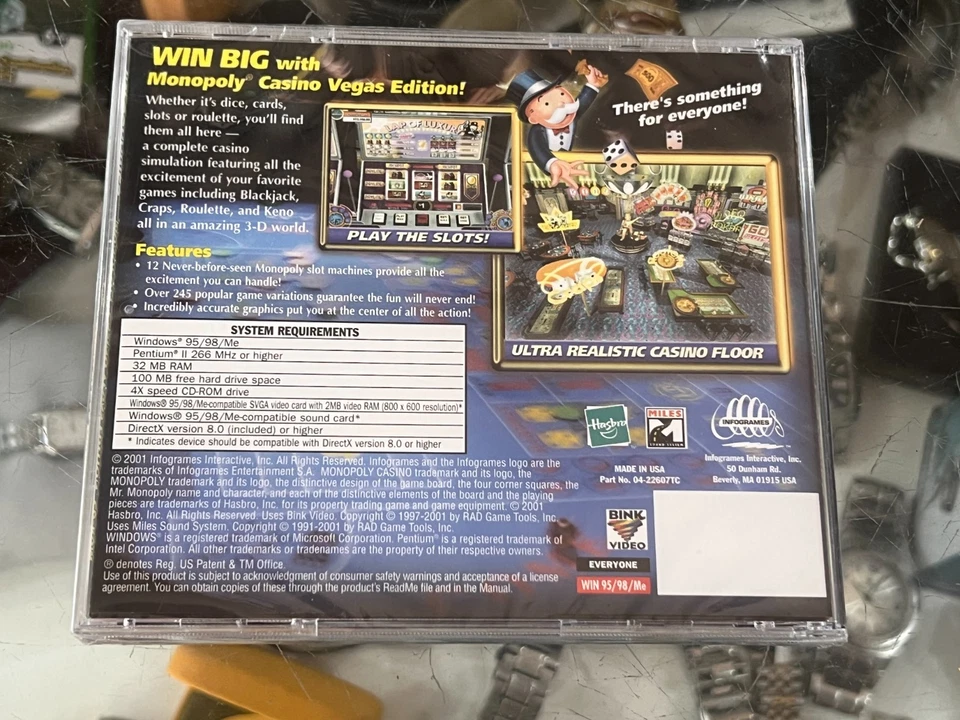 WIN BIG with
Monopoly® Casino Vegas Edition!
Whether it's dice, cards,
slots or roulette, you'll find
them all here —
a complete casino
simulation featuring all the
excitement of your favorite
games including Blackjack,
Craps, Roulette, and Keno
all in an amazing 3-D world.
There's something
for everyone!
500
LAP OF LUXURY
PLAY THE SLOTS!
ULTRA REALISTIC CASINO FLOOR
Features
• 12 Never-before-seen Monopoly slot machines provide all the
excitement you can handle!
• Over 245 popular game variations guarantee the fun will never end!
• Incredibly accurate graphics put you at the center of all the action!
SYSTEM REQUIREMENTS
Windows® 95/98/Me
Pentium® II 266 MHz or higher
32 MB RAM
100 MB free hard drive space
4X speed CD-ROM drive
Windows® 95/98/Me-compatible SVGA video card with 2MB video RAM (800 x 600 resolution)*
Windows® 95/98/Me-compatible sound card*
DirectX version 8.0 (included) or higher
* Indicates device should be compatible with DirectX version 8.0 or higher
© 2001 Infogrames Interactive, Inc. All Rights Reserved. Infogrames and the Infogrames logo are the
trademarks of Infogrames Entertainment S.A. MONOPOLY CASINO trademark and its logo, the
MONOPOLY trademark and its logo, the distinctive design of the game board, the four corner squares, the
Mr. Monopoly name and character, and each of the distinctive elements of the board and the playing
pieces are trademarks of Hasbro, Inc. for its property trading game and game equipment. © 2001
Hasbro, Inc. All Rights Reserved. Uses Bink Video. Copyright © 1997-2001 by RAD Game Tools, Inc.
Uses Miles Sound System. Copyright © 1991-2001 by RAD Game Tools, Inc.
WINDOWS® is a registered trademark of Microsoft Corporation. Pentium® is a registered trademark of
Intel Corporation. All other trademarks or tradenames are the property of their respective owners.
® denotes Reg. US Patent & TM Office.
Use of this product is subject to acknowledgment of consumer safety warnings and acceptance of a license
agreement. You can obtain copies of these through the product's ReadMe file and in the Manual.
Hasbro
MILES
SOUND SYSTEM
INFOGRAMES
MADE IN USA
Part No. 04-22607TC
Infogrames Interactive, Inc.
50 Dunham Rd.
Beverly, MA 01915 USA
BINK
VIDEO
EVERYONE
WIN 95/98/Me